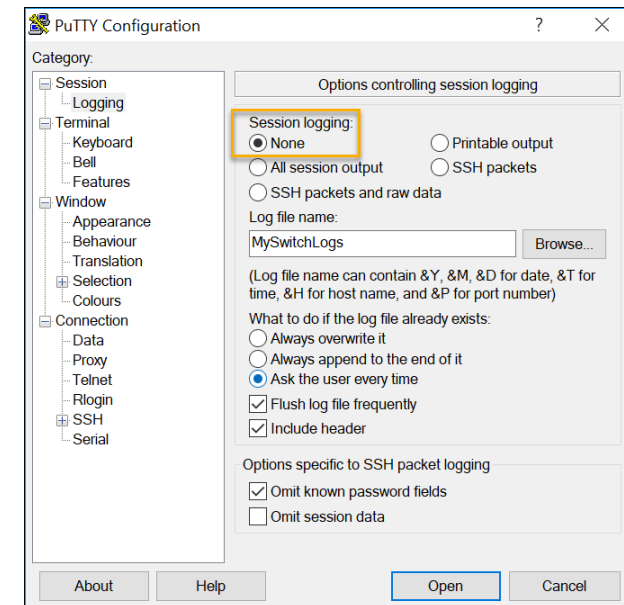 PuTTY Configuration
?
Category:
Session
Logging
Terminal
Keyboard
Bell
Features
Window
Appearance
Behaviour
Translation
Selection
Colours
Connection
Data
Proxy
Telnet
Rlogin
SSH
Serial
Options controlling session logging
Session logging:
None
Printable output
All session output
SSH packets
SSH packets and raw data
Log file name:
MySwitchLogs
Browse...
(Log file name can contain &Y, &M, &D for date, &T for
time, &H for host name, and &P for port number)
What to do if the log file already exists:
Always overwrite it
Always append to the end of it
Ask the user every time
Flush log file frequently
Include header
Options specific to SSH packet logging
Omit known password fields
Omit session data
About
Help
Open
Cancel